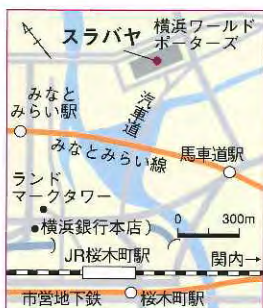 スラバヤ
横浜ワールド
ポーターズ
汽車道
みなと
みらい駅
みなとみらい線
馬車道駅
ランド
マークタワー
横浜銀行本店
0 300m
JR桜木町駅
関内→
市営地下鉄
桜木町駅